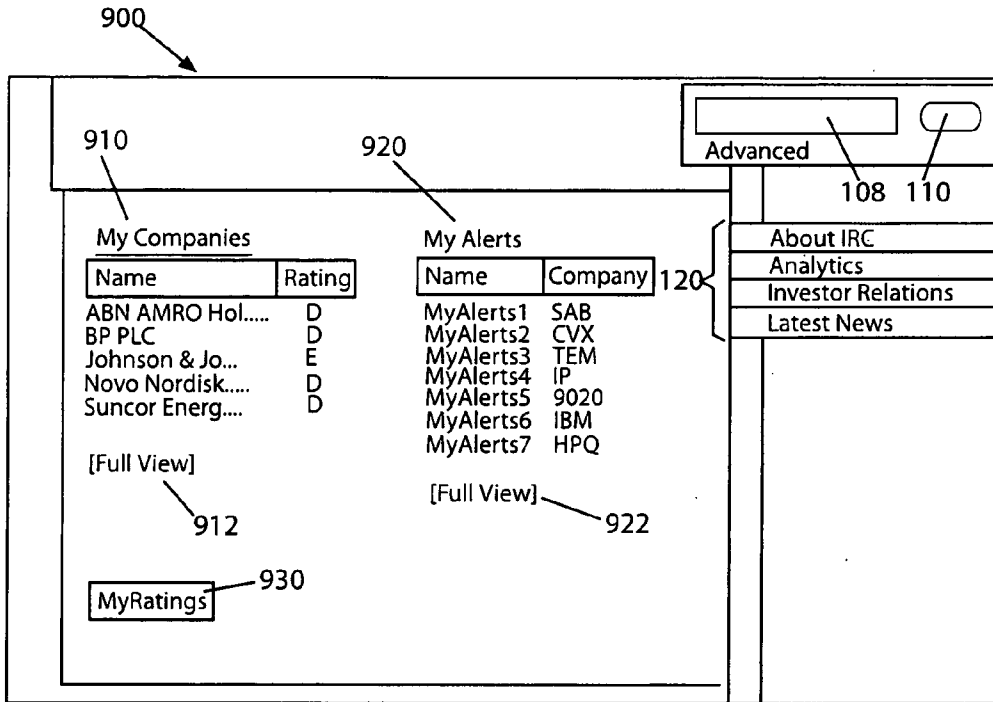 900
910
920
Advanced
108 110
My Companies
Name Rating
ABN AMRO Hol..... D
BP PLC D
Johnson & Jo... E
Novo Nordisk..... D
Suncor Energ.... D
[Full View]
912
My Alerts
Name Company
MyAlerts1 SAB
MyAlerts2 CVX
MyAlerts3 TEM
MyAlerts4 IP
MyAlerts5 9020
MyAlerts6 IBM
MyAlerts7 HPQ
[Full View]
922
120
About IRC
Analytics
Investor Relations
Latest News
MyRatings
930